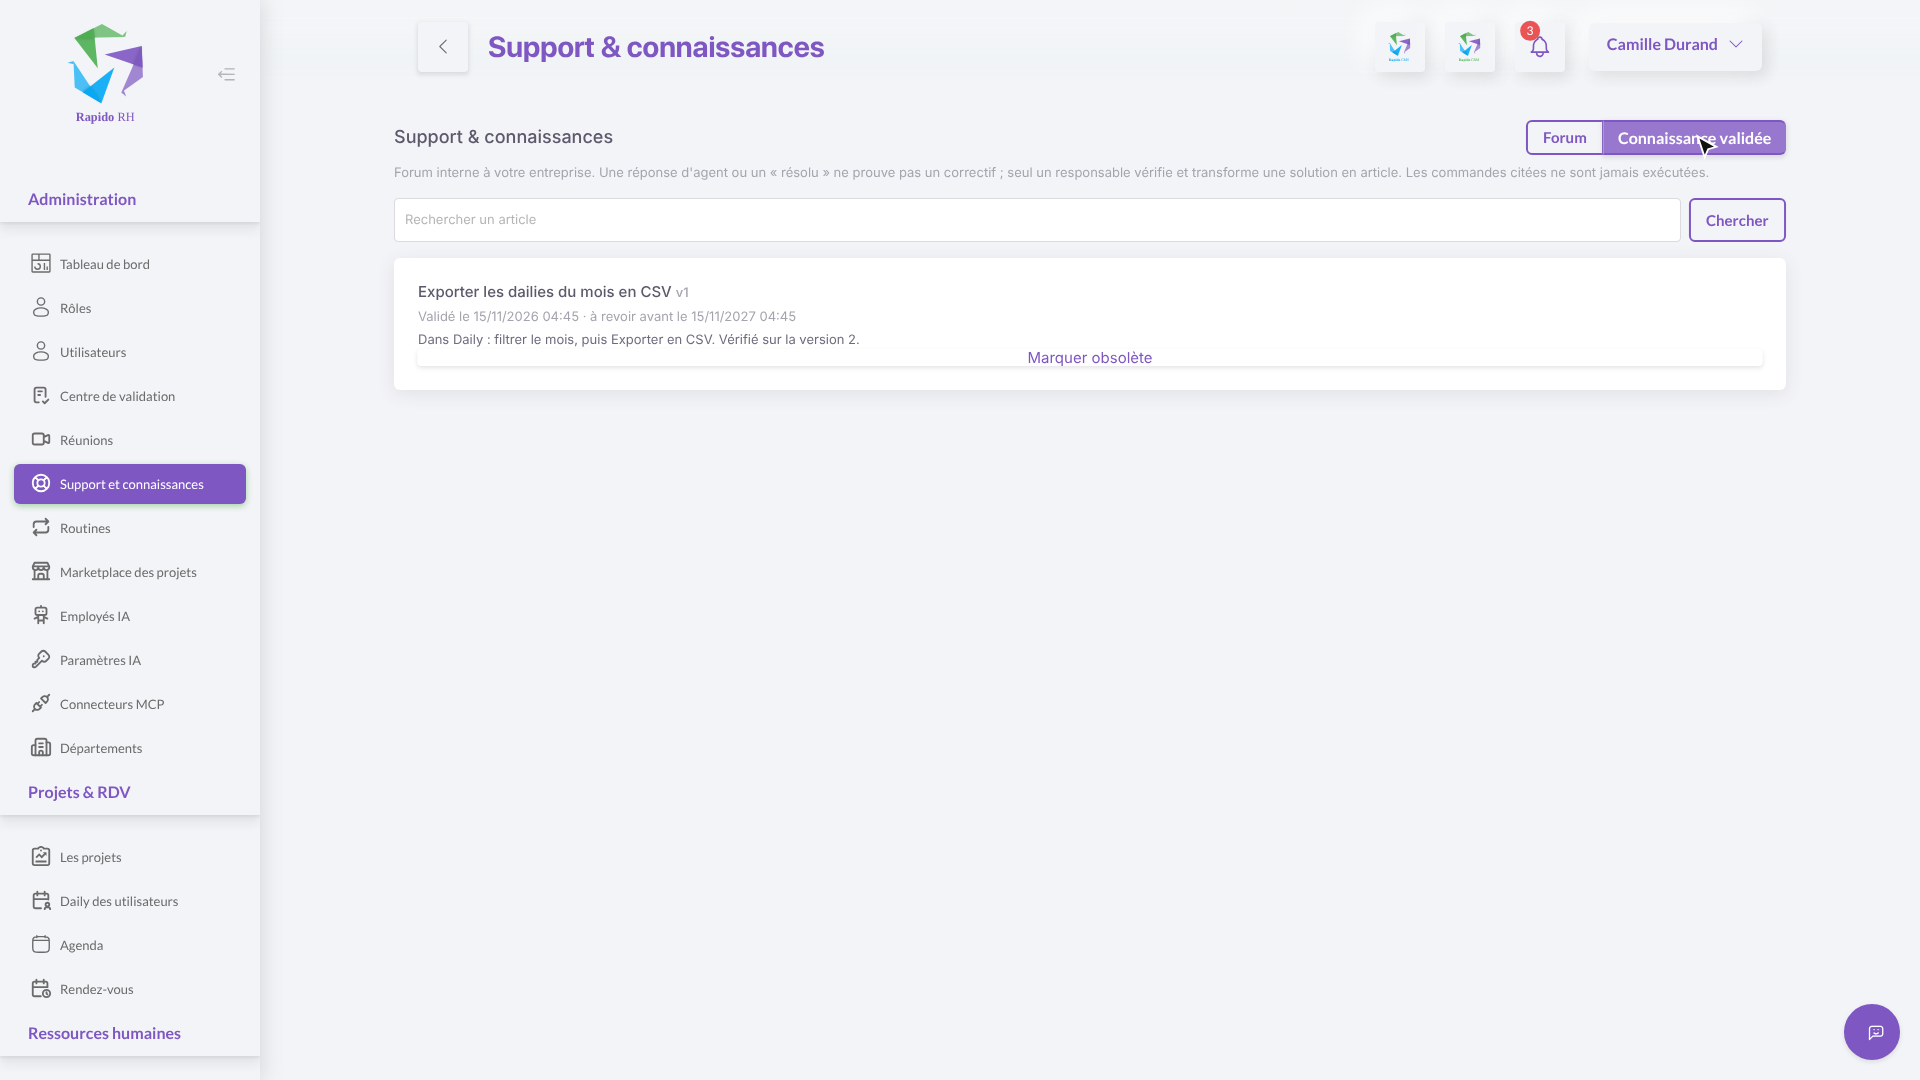 Rapido RH
Administration
Tableau de bord
Rôles
Utilisateurs
Centre de validation
Réunions
Support et connaissances
Routines
Marketplace des projets
Employés IA
Paramètres IA
Connecteurs MCP
Départements
Projets & RDV
Les projets
Daily des utilisateurs
Agenda
Rendez-vous
Ressources humaines
Support & connaissances
3
Camille Durand
Support & connaissances
Forum
Connaissance validée
Forum interne à votre entreprise. Une réponse d'agent ou un « résolu » ne prouve pas un correctif ; seul un responsable vérifie et transforme une solution en article. Les commandes citées ne sont jamais exécutées.
Rechercher un article
Chercher
Exporter les dailies du mois en CSV v1
Validé le 15/11/2026 04:45 · à revoir avant le 15/11/2027 04:45
Dans Daily : filtrer le mois, puis Exporter en CSV. Vérifié sur la version 2.
Marquer obsolète